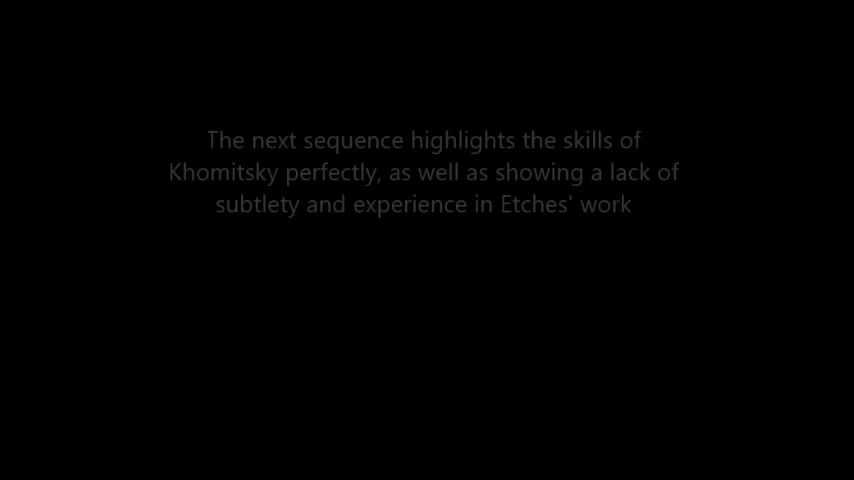 The next sequence highlights the skills of
Khomitsky perfectly, as well as showing a lack of
subtlety and experience in Etches' work